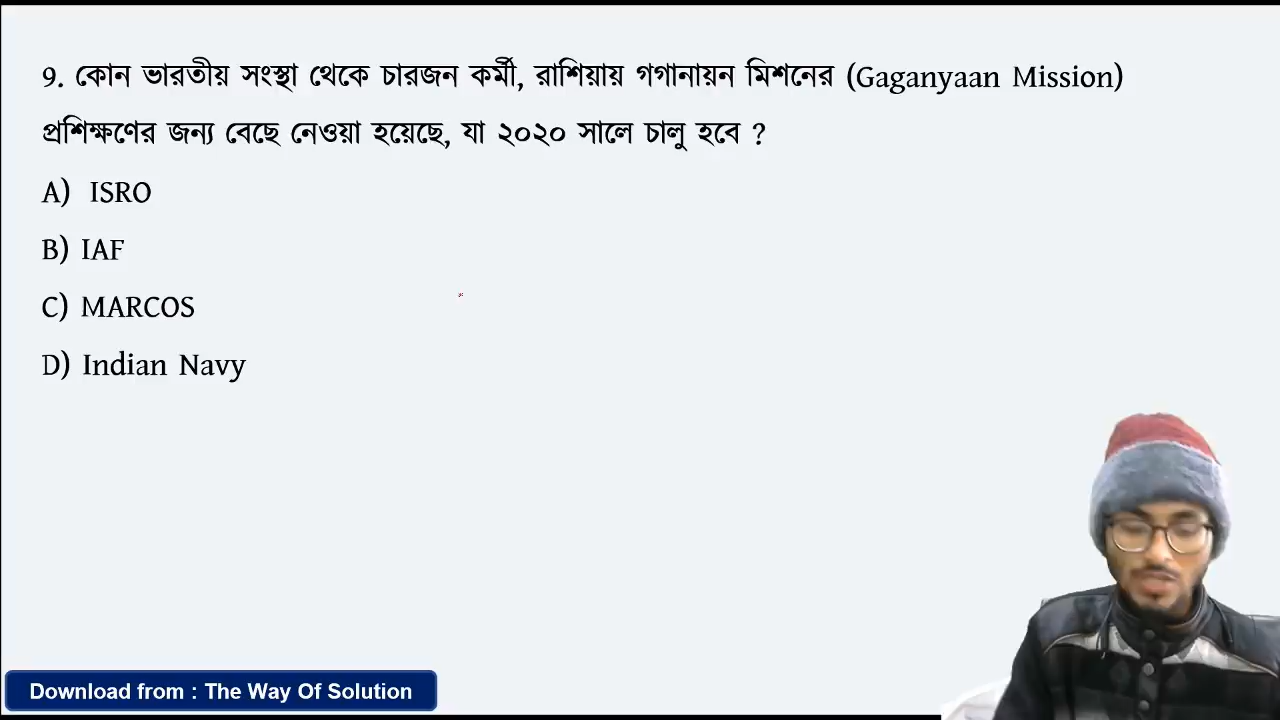 9. কোন ভারতীয় সংস্থা থেকে চারজন কর্মী, রাশিয়ায় গগানায়ন মিশনের (Gaganyaan Mission)
প্রশিক্ষণের জন্য বেছে নেওয়া হয়েছে, যা ২০২০ সালে চালু হবে ?
A) ISRO
B) IAF
C) MARCOS
D) Indian Navy
Download from : The Way Of Solution